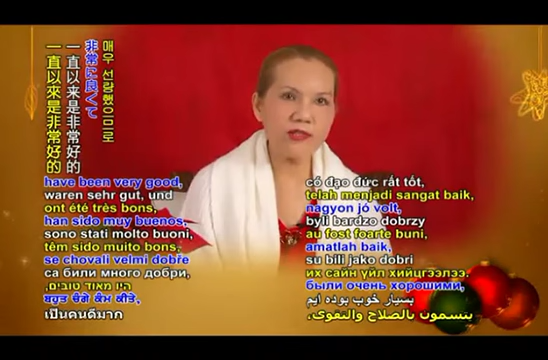 매우 선량했으므로
非常に良くて
一直以来是非常好的
一直以來是非常好的
have been very good,
waren sehr gut, und
ont été très bons,
han sido muy buenos,
sono stati molto buoni,
têm sido muito bons,
se chovali velmi dobře
са били много добри,
היו מאוד טובים,
ਬਹੁਤ ਚੰਗੇ ਕੰਮ ਕੀਤੇ,
เป็นคนดีมาก
có đạo đức rất tốt,
telah menjadi sangat baik,
nagyon jó volt,
byli bardzo dobrzy
au fost foarte buni,
amatlah baik,
su bili jako dobri
их сайн үйл хийцгээлээ.
были очень хорошими,
بسیار خوب بوده ایم
يتسمون بالصلاح والتقوى،